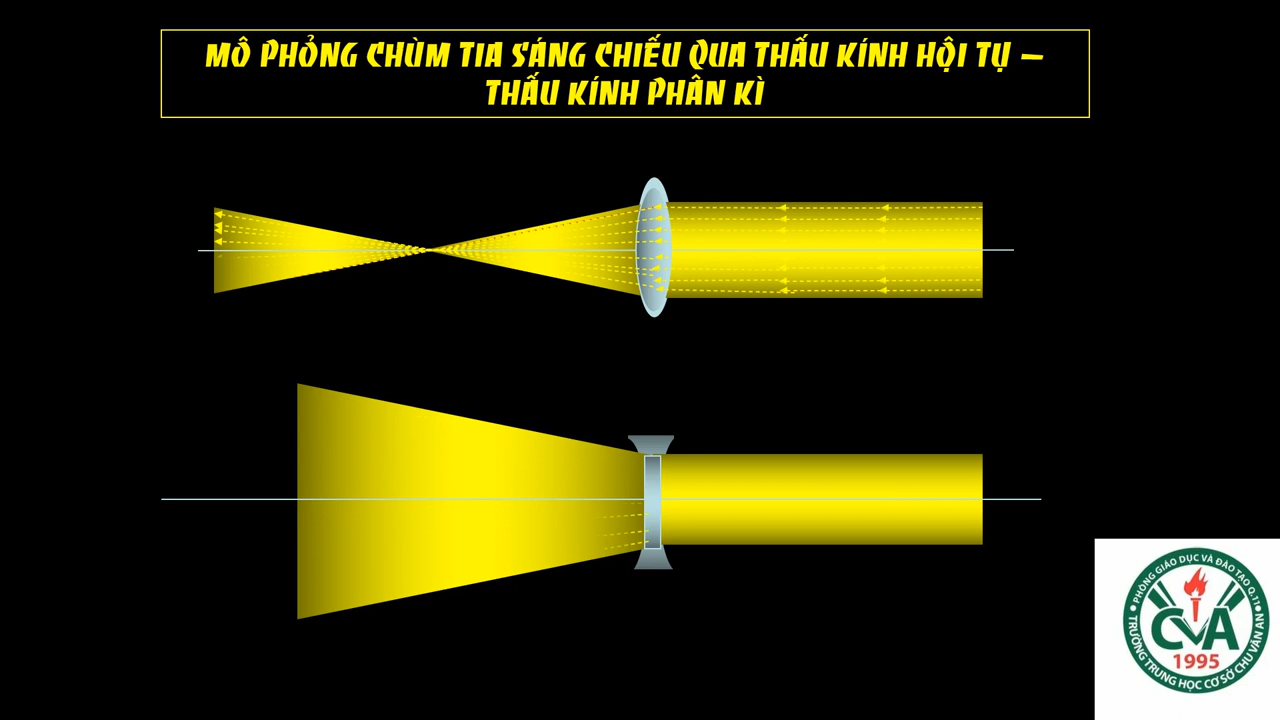 MÔ PHỎNG CHÙM TIA SÁNG CHIẾU QUA THẤU KÍNH HỘI TỤ –
THẤU KÍNH PHÂN KÌ
PHÒNG GIÁO DỤC VÀ ĐÀO TẠO Q.11
CVA
1995
TRƯỜNG TRUNG HỌC CƠ SỞ CHU VĂN AN